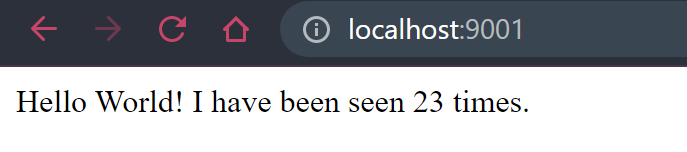 localhost:9001
Hello World! I have been seen 23 times.